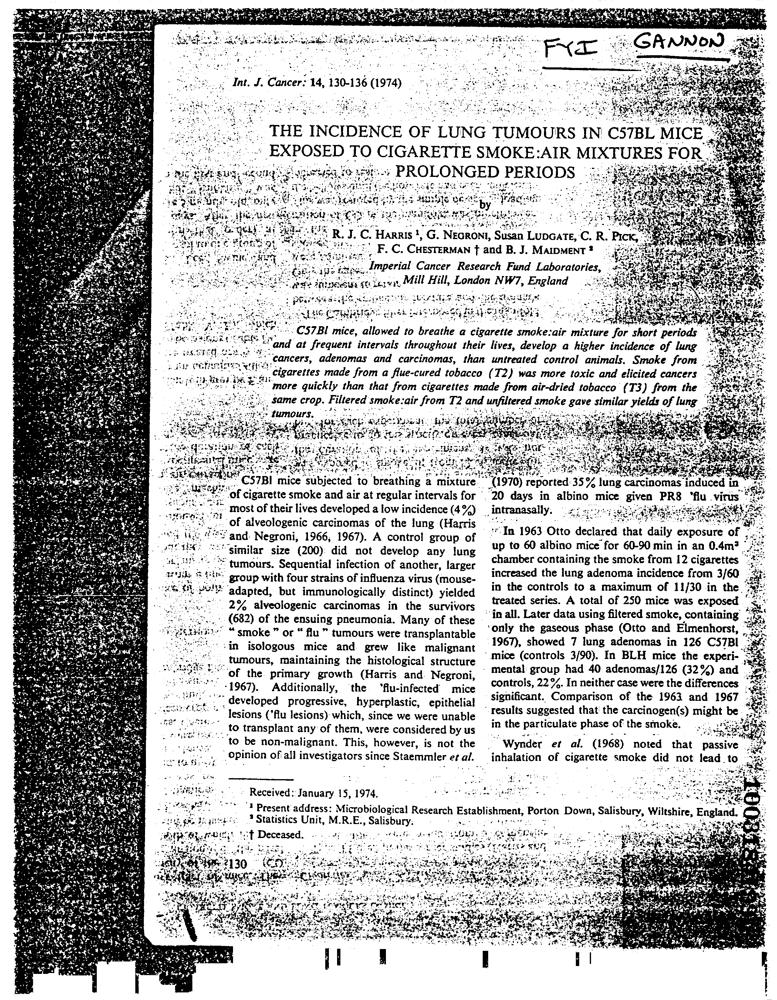 FYI GANNON
Int. J. Cancer: 14, 130-136 (1974)
THE INCIDENCE OF LUNG TUMOURS IN C57BL MICE
EXPOSED TO CIGARETTE SMOKE:AIR MIXTURES FOR
PROLONGED PERIODS
by
R. J. C. HARRIS ¹, G. NEGRONI, Susan LUDGATE, C. R. PICK,
F. C. CHESTERMAN † and B. J. MAIDMENT ²
Imperial Cancer Research Fund Laboratories,
Mill Hill, London NW7, England
C57Bl mice, allowed to breathe a cigarette smoke:air mixture for short periods
and at frequent intervals throughout their lives, develop a higher incidence of lung
cancers, adenomas and carcinomas, than untreated control animals. Smoke from
cigarettes made from a flue-cured tobacco (T2) was more toxic and elicited cancers
more quickly than that from cigarettes made from air-dried tobacco (T3) from the
same crop. Filtered smoke:air from T2 and unfiltered smoke gave similar yields of lung
tumours.
C57Bl mice subjected to breathing a mixture
of cigarette smoke and air at regular intervals for
most of their lives developed a low incidence (4%)
of alveologenic carcinomas of the lung (Harris
and Negroni, 1966, 1967). A control group of
similar size (200) did not develop any lung
tumours. Sequential infection of another, larger
group with four strains of influenza virus (mouse-
adapted, but immunologically distinct) yielded
2% alveologenic carcinomas in the survivors
(682) of the ensuing pneumonia. Many of these
" smoke " or " flu " tumours were transplantable
in isologous mice and grew like malignant
tumours, maintaining the histological structure
of the primary growth (Harris and Negroni,
1967). Additionally, the 'flu-infected mice
developed progressive, hyperplastic, epithelial
lesions ('flu lesions) which, since we were unable
to transplant any of them, were considered by us
to be non-malignant. This, however, is not the
opinion of all investigators since Staemmler et al.
(1970) reported 35% lung carcinomas induced in
20 days in albino mice given PR8 'flu virus
intranasally.
In 1963 Otto declared that daily exposure of
up to 60 albino mice for 60-90 min in an 0.4m³
chamber containing the smoke from 12 cigarettes
increased the lung adenoma incidence from 3/60
in the controls to a maximum of 11/30 in the
treated series. A total of 250 mice was exposed
in all. Later data using filtered smoke, containing
only the gaseous phase (Otto and Elmenhorst,
1967), showed 7 lung adenomas in 126 C57Bl
mice (controls 3/90). In BLH mice the experi-
mental group had 40 adenomas/126 (32%) and
controls, 22%. In neither case were the differences
significant. Comparison of the 1963 and 1967
results suggested that the carcinogen(s) might be
in the particulate phase of the smoke.
Wynder et al. (1968) noted that passive
inhalation of cigarette smoke did not lead to
Received: January 15, 1974.
¹ Present address: Microbiological Research Establishment, Porton Down, Salisbury, Wiltshire, England.
² Statistics Unit, M.R.E., Salisbury.
† Deceased.
130